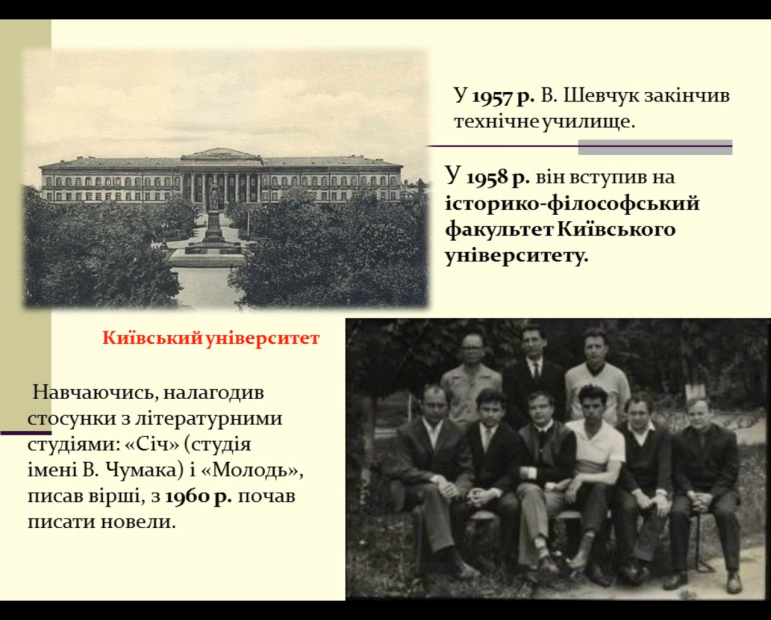 У 1957 р. В. Шевчук закінчив
технічне училище.
У 1958 р. він вступив на
історико-філософський
факультет Київського
університету.
Київський університет
Навчаючись, налагодив
стосунки з літературними
студіями: «Січ» (студія
імені В. Чумака) і «Молодь»,
писав вірші, з 1960 р. почав
писати новели.